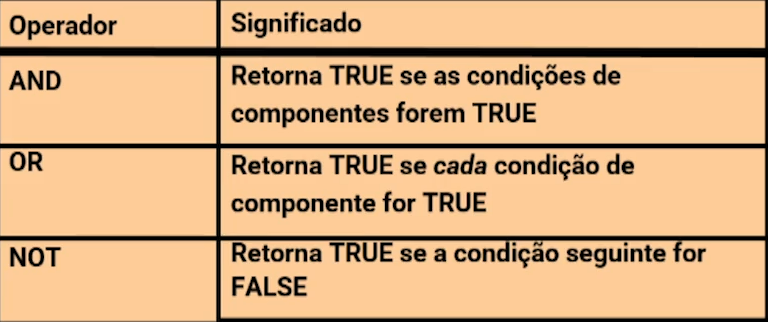 Operador
Significado
AND
Retorna TRUE se as condições de
componentes forem TRUE
OR
Retorna TRUE se cada condição de
componente for TRUE
NOT
Retorna TRUE se a condição seguinte for
FALSE